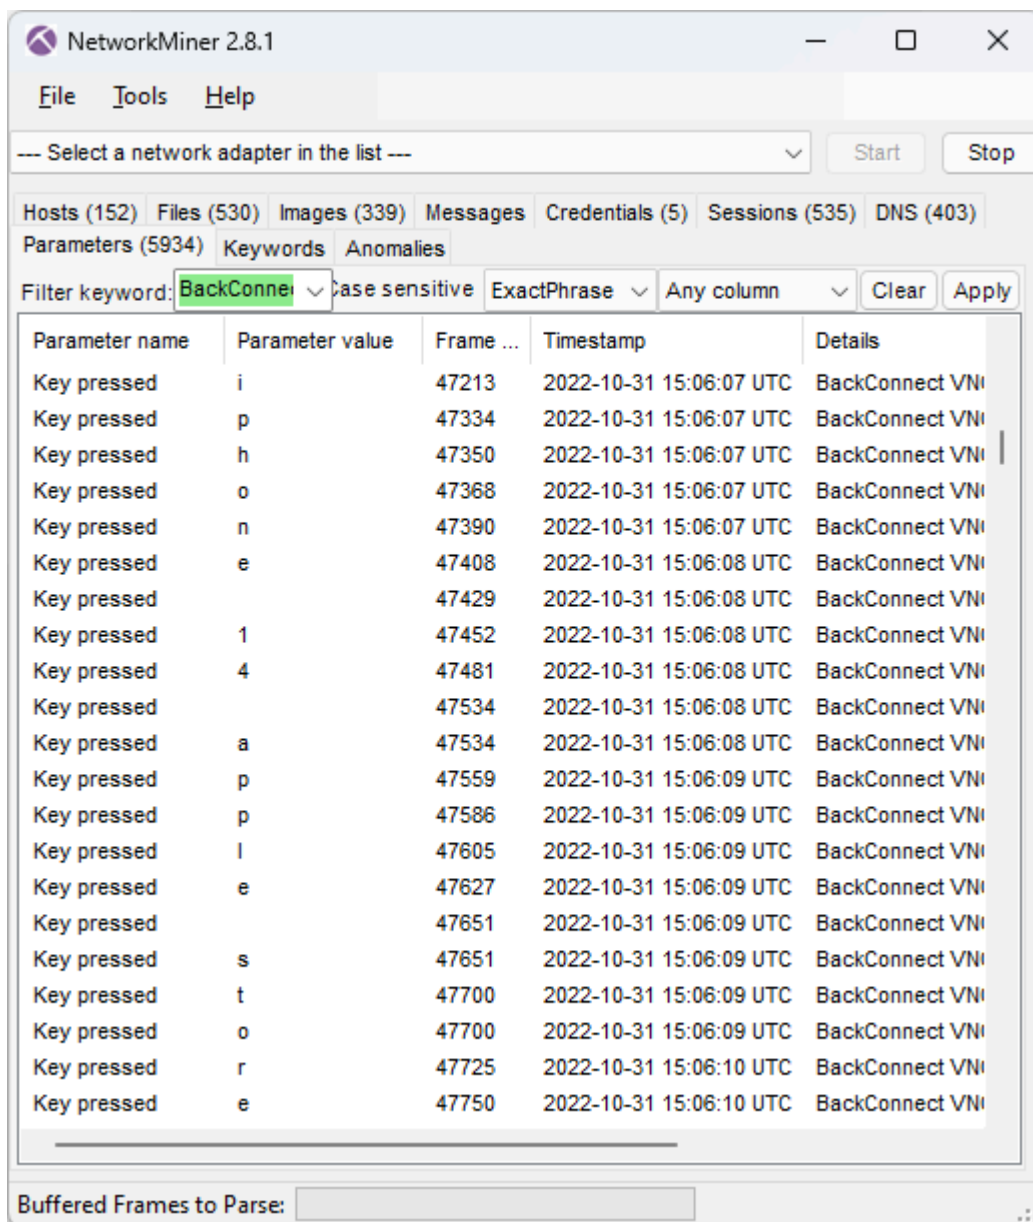 NetworkMiner 2.8.1
File Tools Help
--- Select a network adapter in the list --- Start Stop
Hosts (152) Files (530) Images (339) Messages Credentials (5) Sessions (535) DNS (403)
Parameters (5934) Keywords Anomalies
Filter keyword: BackConne Case sensitive ExactPhrase Any column Clear Apply
Parameter name Parameter value Frame ... Timestamp Details
Key pressed i 47213 2022-10-31 15:06:07 UTC BackConnect VN
Key pressed p 47334 2022-10-31 15:06:07 UTC BackConnect VN
Key pressed h 47350 2022-10-31 15:06:07 UTC BackConnect VN
Key pressed o 47368 2022-10-31 15:06:07 UTC BackConnect VN
Key pressed n 47390 2022-10-31 15:06:07 UTC BackConnect VN
Key pressed e 47408 2022-10-31 15:06:08 UTC BackConnect VN
Key pressed 47429 2022-10-31 15:06:08 UTC BackConnect VN
Key pressed 1 47452 2022-10-31 15:06:08 UTC BackConnect VN
Key pressed 4 47481 2022-10-31 15:06:08 UTC BackConnect VN
Key pressed 47534 2022-10-31 15:06:08 UTC BackConnect VN
Key pressed a 47534 2022-10-31 15:06:08 UTC BackConnect VN
Key pressed p 47559 2022-10-31 15:06:09 UTC BackConnect VN
Key pressed p 47586 2022-10-31 15:06:09 UTC BackConnect VN
Key pressed l 47605 2022-10-31 15:06:09 UTC BackConnect VN
Key pressed e 47627 2022-10-31 15:06:09 UTC BackConnect VN
Key pressed 47651 2022-10-31 15:06:09 UTC BackConnect VN
Key pressed s 47651 2022-10-31 15:06:09 UTC BackConnect VN
Key pressed t 47700 2022-10-31 15:06:09 UTC BackConnect VN
Key pressed o 47700 2022-10-31 15:06:09 UTC BackConnect VN
Key pressed r 47725 2022-10-31 15:06:10 UTC BackConnect VN
Key pressed e 47750 2022-10-31 15:06:10 UTC BackConnect VN
Buffered Frames to Parse: